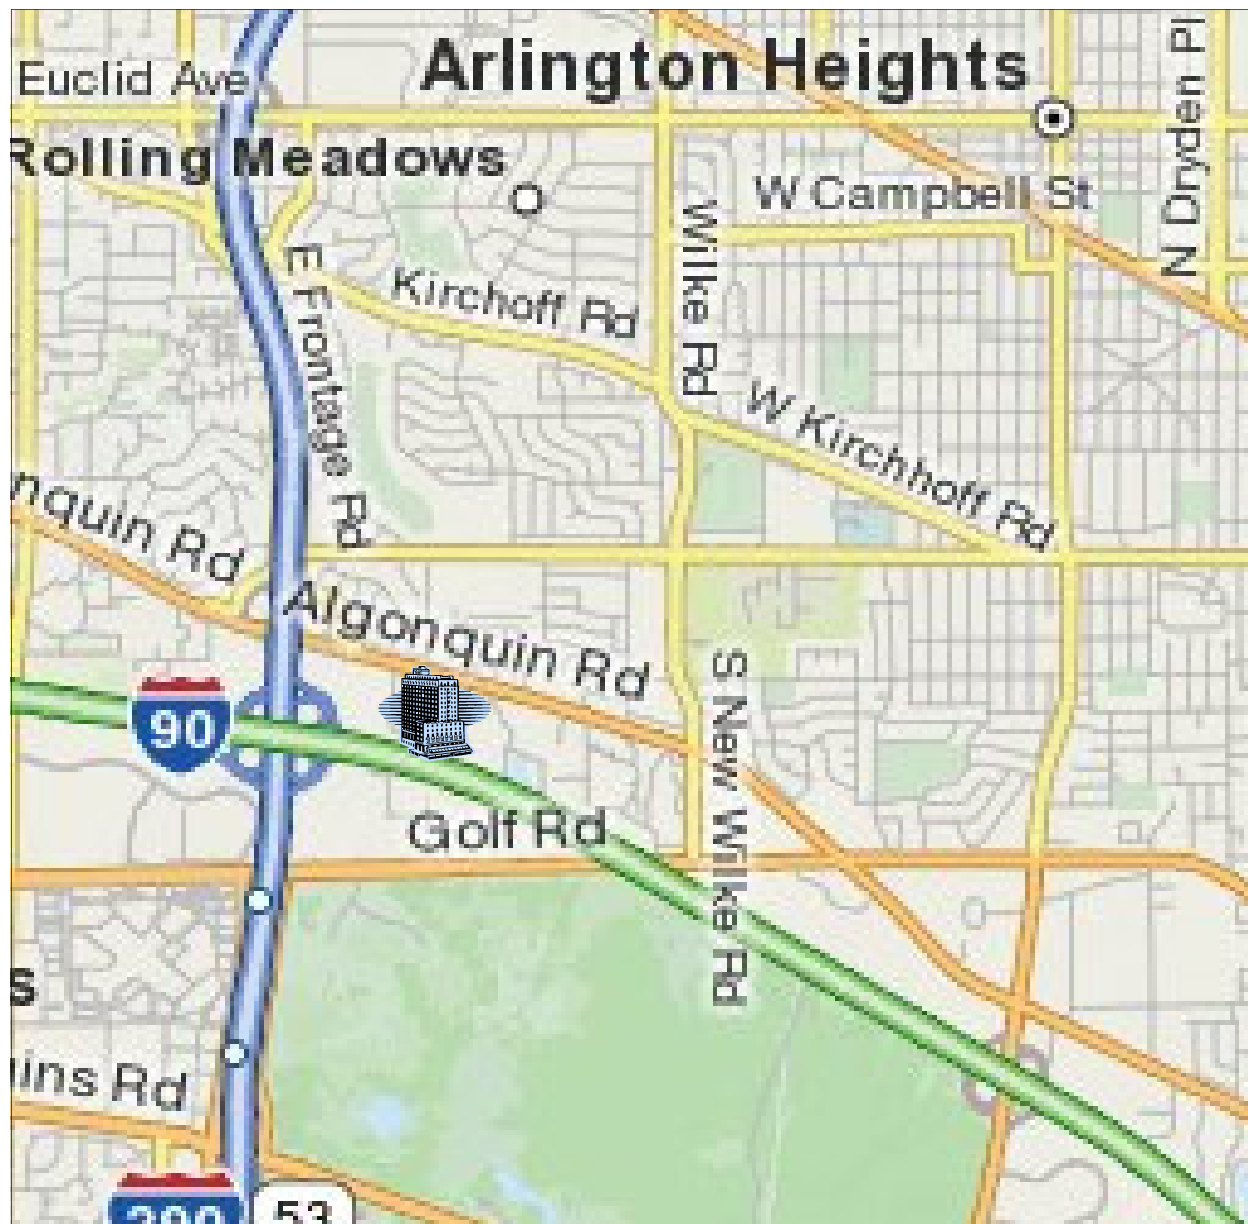 Arlington Heights
Euclid Ave
Rolling Meadows
N Dryden Pl
W Campbell St
Wilke Rd
E Frontage Rd
Kirchoff Rd
W Kirchhoff Rd
nquin Rd
Algonquin Rd
S New Wilke Rd
90
Golf Rd
s
ins Rd
290
53